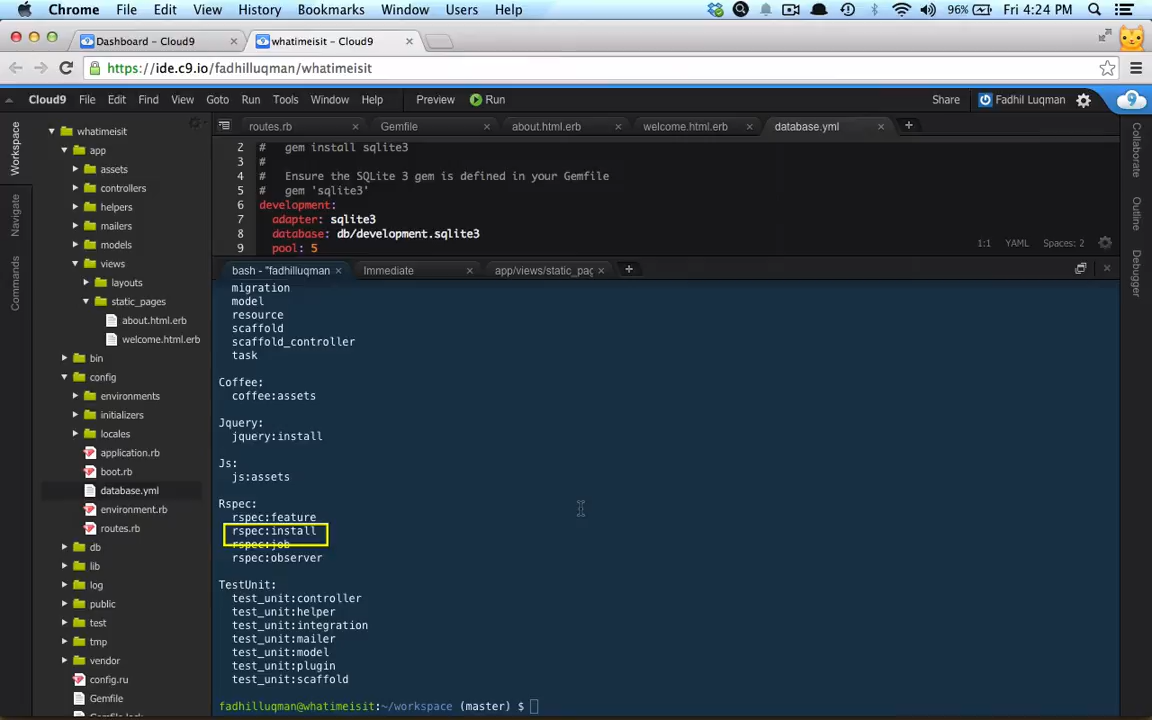 Chrome File Edit View History Bookmarks Window Users Help 96% Fri 4:24 PM
Dashboard - Cloud9 whatimeisit - Cloud9
https://ide.c9.io/fadhilluqman/whatimeisit
Cloud9 File Edit Find View Goto Run Tools Window Help Preview Run Share Fadhil Luqman
Workspace
Navigate
Commands
whatimeisit
app
assets
controllers
helpers
mailers
models
views
layouts
static_pages
about.html.erb
welcome.html.erb
bin
config
environments
initializers
locales
application.rb
boot.rb
database.yml
environment.rb
routes.rb
db
lib
log
public
test
tmp
vendor
config.ru
Gemfile
Gemfile.lock
routes.rb Gemfile about.html.erb welcome.html.erb database.yml
2 # gem install sqlite3
3 #
4 # Ensure the SQLite 3 gem is defined in your Gemfile
5 # gem 'sqlite3'
6 development:
7 adapter: sqlite3
8 database: db/development.sqlite3
9 pool: 5
1:1 YAML Spaces: 2
bash - "fadhilluqman Immediate app/views/static_pag
migration
model
resource
scaffold
scaffold_controller
task
Coffee:
coffee:assets
Jquery:
jquery:install
Js:
js:assets
Rspec:
rspec:feature
rspec:install
rspec:job
rspec:observer
TestUnit:
test_unit:controller
test_unit:helper
test_unit:integration
test_unit:mailer
test_unit:model
test_unit:plugin
test_unit:scaffold
fadhilluqman@whatimeisit:~/workspace (master) $
Collaborate
Outline
Debugger